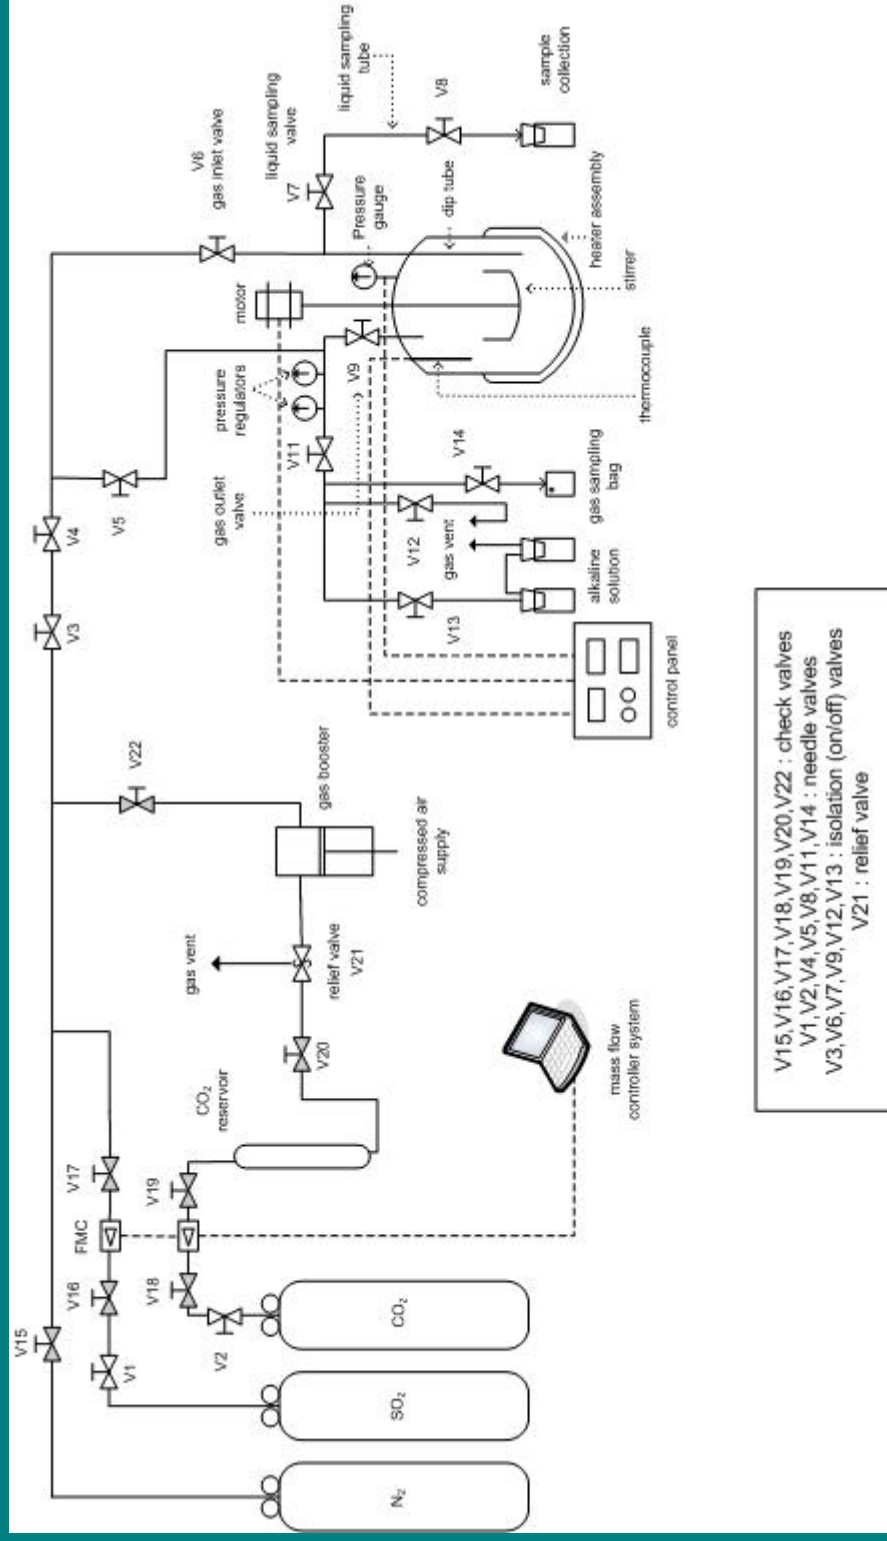 V15
V1
V16
FMC
V17
V2
V18
V19
N₂
SO₂
CO₂
CO₂
reservoir
V20
gas vent
relief valve
V21
gas booster
compressed air
supply
V22
mass flow
controller system
V3
V4
V5
V6
gas inlet valve
liquid sampling
valve
V7
liquid sampling
tube
V8
sample
collection
motor
Pressure
gauge
dip tube
heater assembly
stirrer
thermocouple
pressure
regulators
V9
V11
gas outlet
valve
V14
gas sampling
bag
V12
gas vent
alkaline
solution
V13
control panel
V15,V16,V17,V18,V19,V20,V22 : check valves
V1,V2,V4,V5,V8,V11,V14 : needle valves
V3,V6,V7,V9,V12,V13 : isolation (on/off) valves
V21 : relief valve